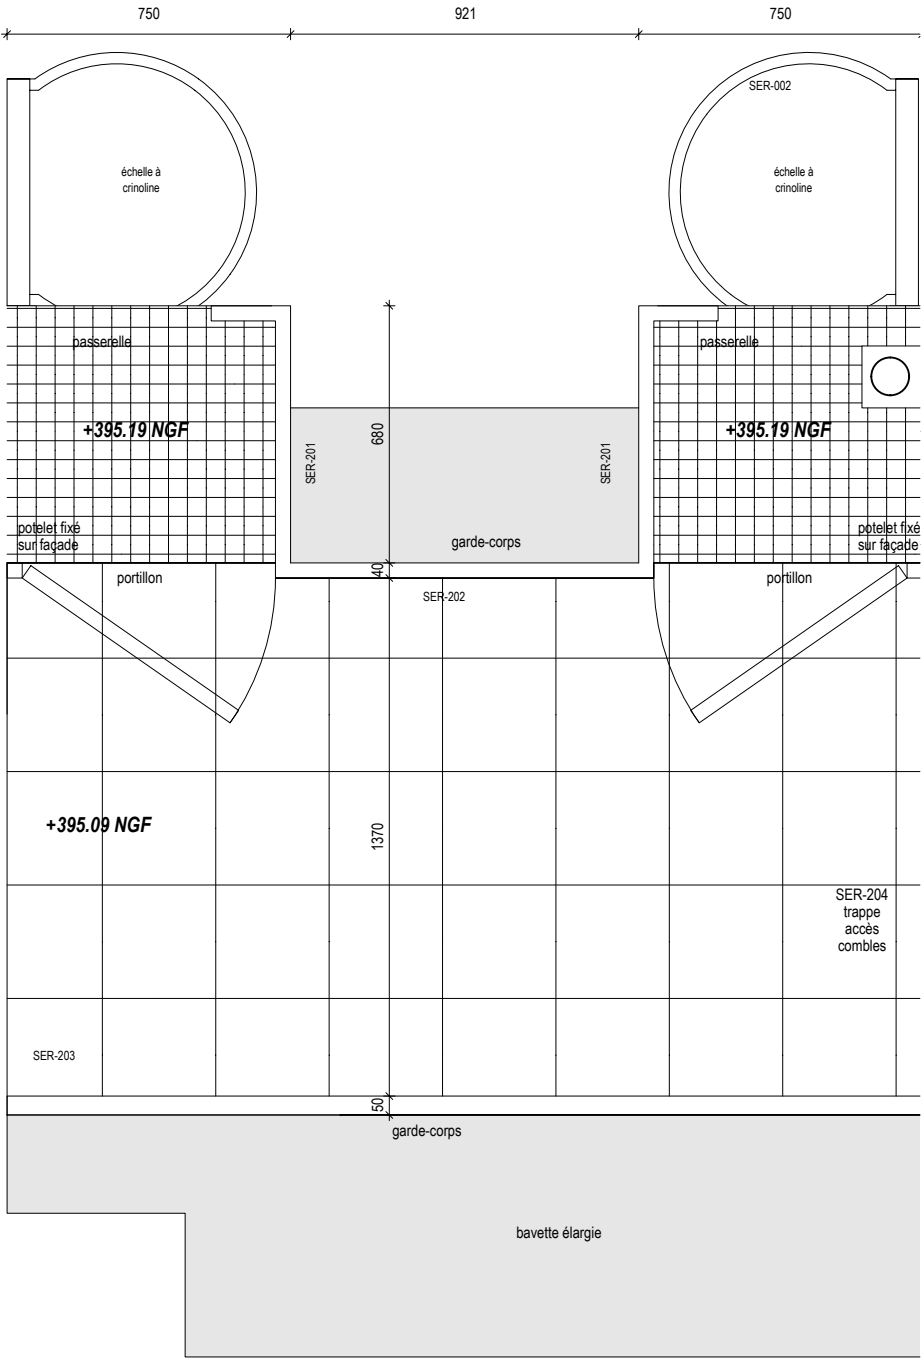 750
921
750
SER-002
échelle à
crinoline
échelle à
crinoline
passerelle
passerelle
+395.19 NGF
680
+395.19 NGF
SER-201
SER-201
potelet fixé
sur façade
garde-corps
potelet fixé
sur façade
portillon
40
portillon
SER-202
+395.09 NGF
1370
SER-204
trappe
accès
combles
SER-203
50
garde-corps
bavette élargie